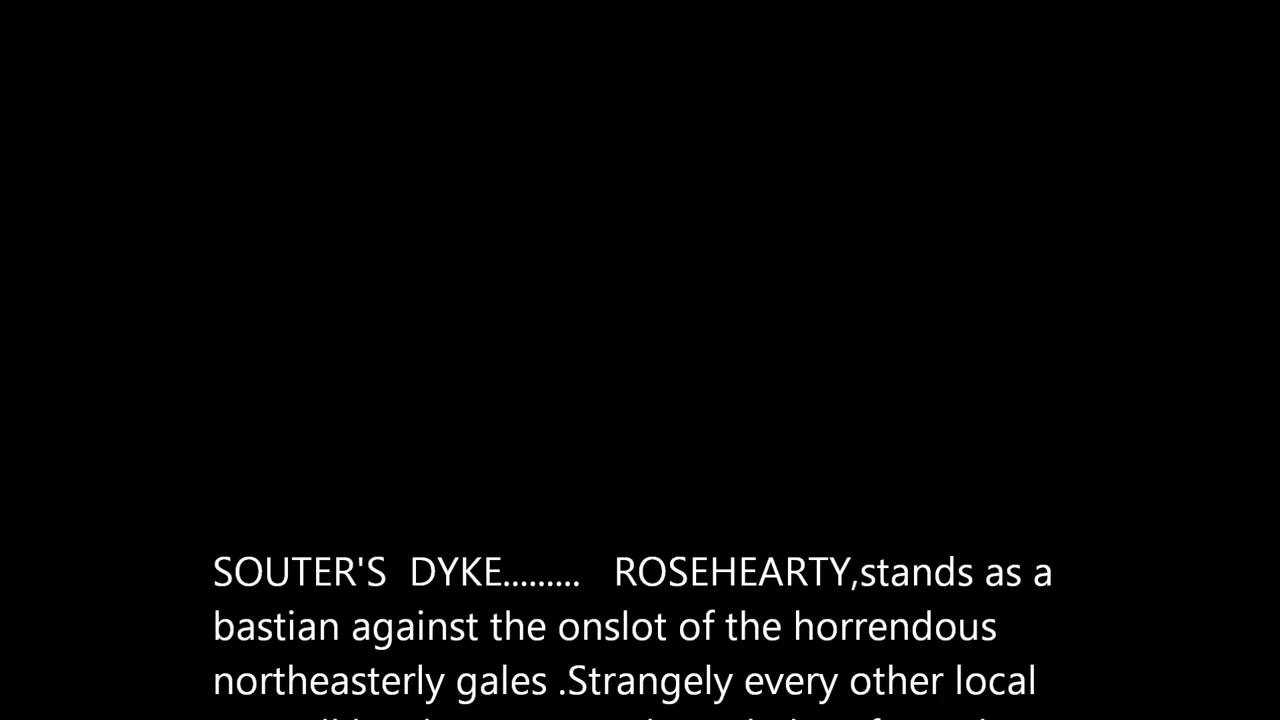 SOUTER'S  DYKE.........   ROSEHEARTY,stands as a
bastian against the onslot of the horrendous
northeasterly gales .Strangely every other local